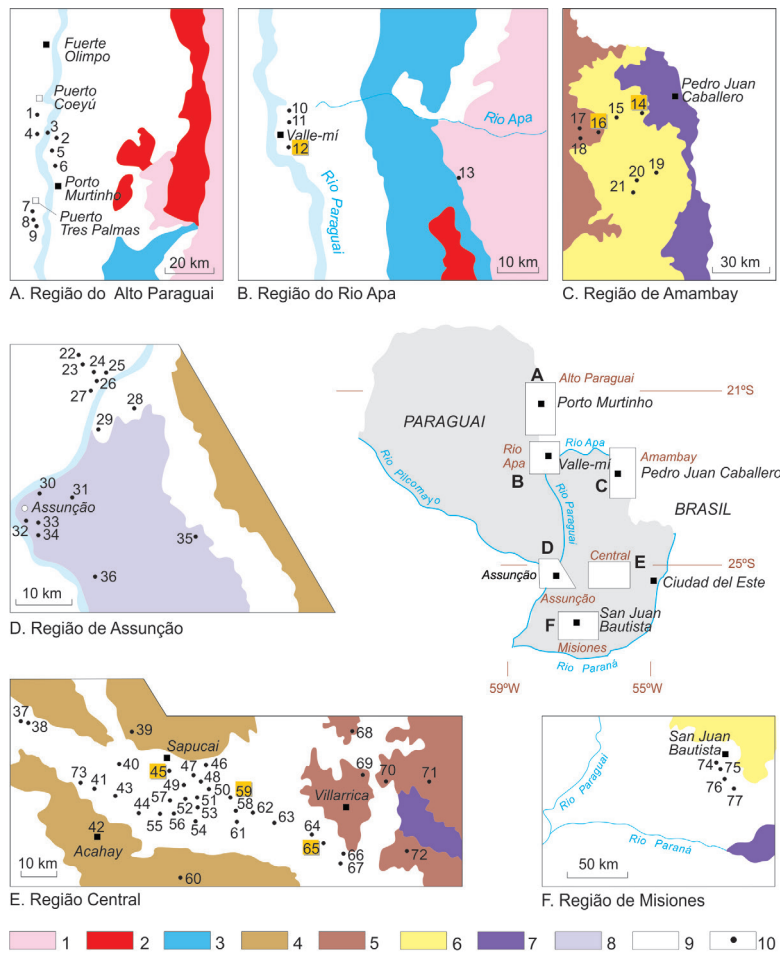 Fuerte
Olimpo
Puerto
Coeyú
1
4
3
2
5
6
Porto
Murtinho
7
8
9
Puerto
Tres Palmas
20 km
A. Região do Alto Paraguai
10
11
Valle-mí
12
Rio Apa
13
Rio Paraguai
10 km
B. Região do Rio Apa
Pedro Juan
Caballero
14
15
16
17
18
19
20
21
30 km
C. Região de Amambay
22
23
24
25
26
27
28
29
30
31
Assunção
32
33
34
35
36
10 km
D. Região de Assunção
A
Alto Paraguai
21ºS
Porto Murtinho
PARAGUAI
Rio
Apa
Rio Apa
Valle-mí
B
Amambay
Pedro Juan Caballero
C
Rio Pilcomayo
Rio Paraguai
BRASIL
D
Central
E
25ºS
Assunção
Ciudad del Este
Assunção
F
San Juan
Bautista
Misiones
Rio Paraná
59ºW
55ºW
37
38
39
Sapucai
40
45
46
47
48
49
50
59
73
41
43
44
57
52
51
53
58
62
63
55
56
54
61
42
Acahay
60
64
65
66
67
68
69
70
71
72
Villarrica
10 km
E. Região Central
Rio Paraguai
San Juan
Bautista
74
75
76
77
Rio Paraná
50 km
F. Região de Misiones
1 2 3 4 5 6 7 8 9 10